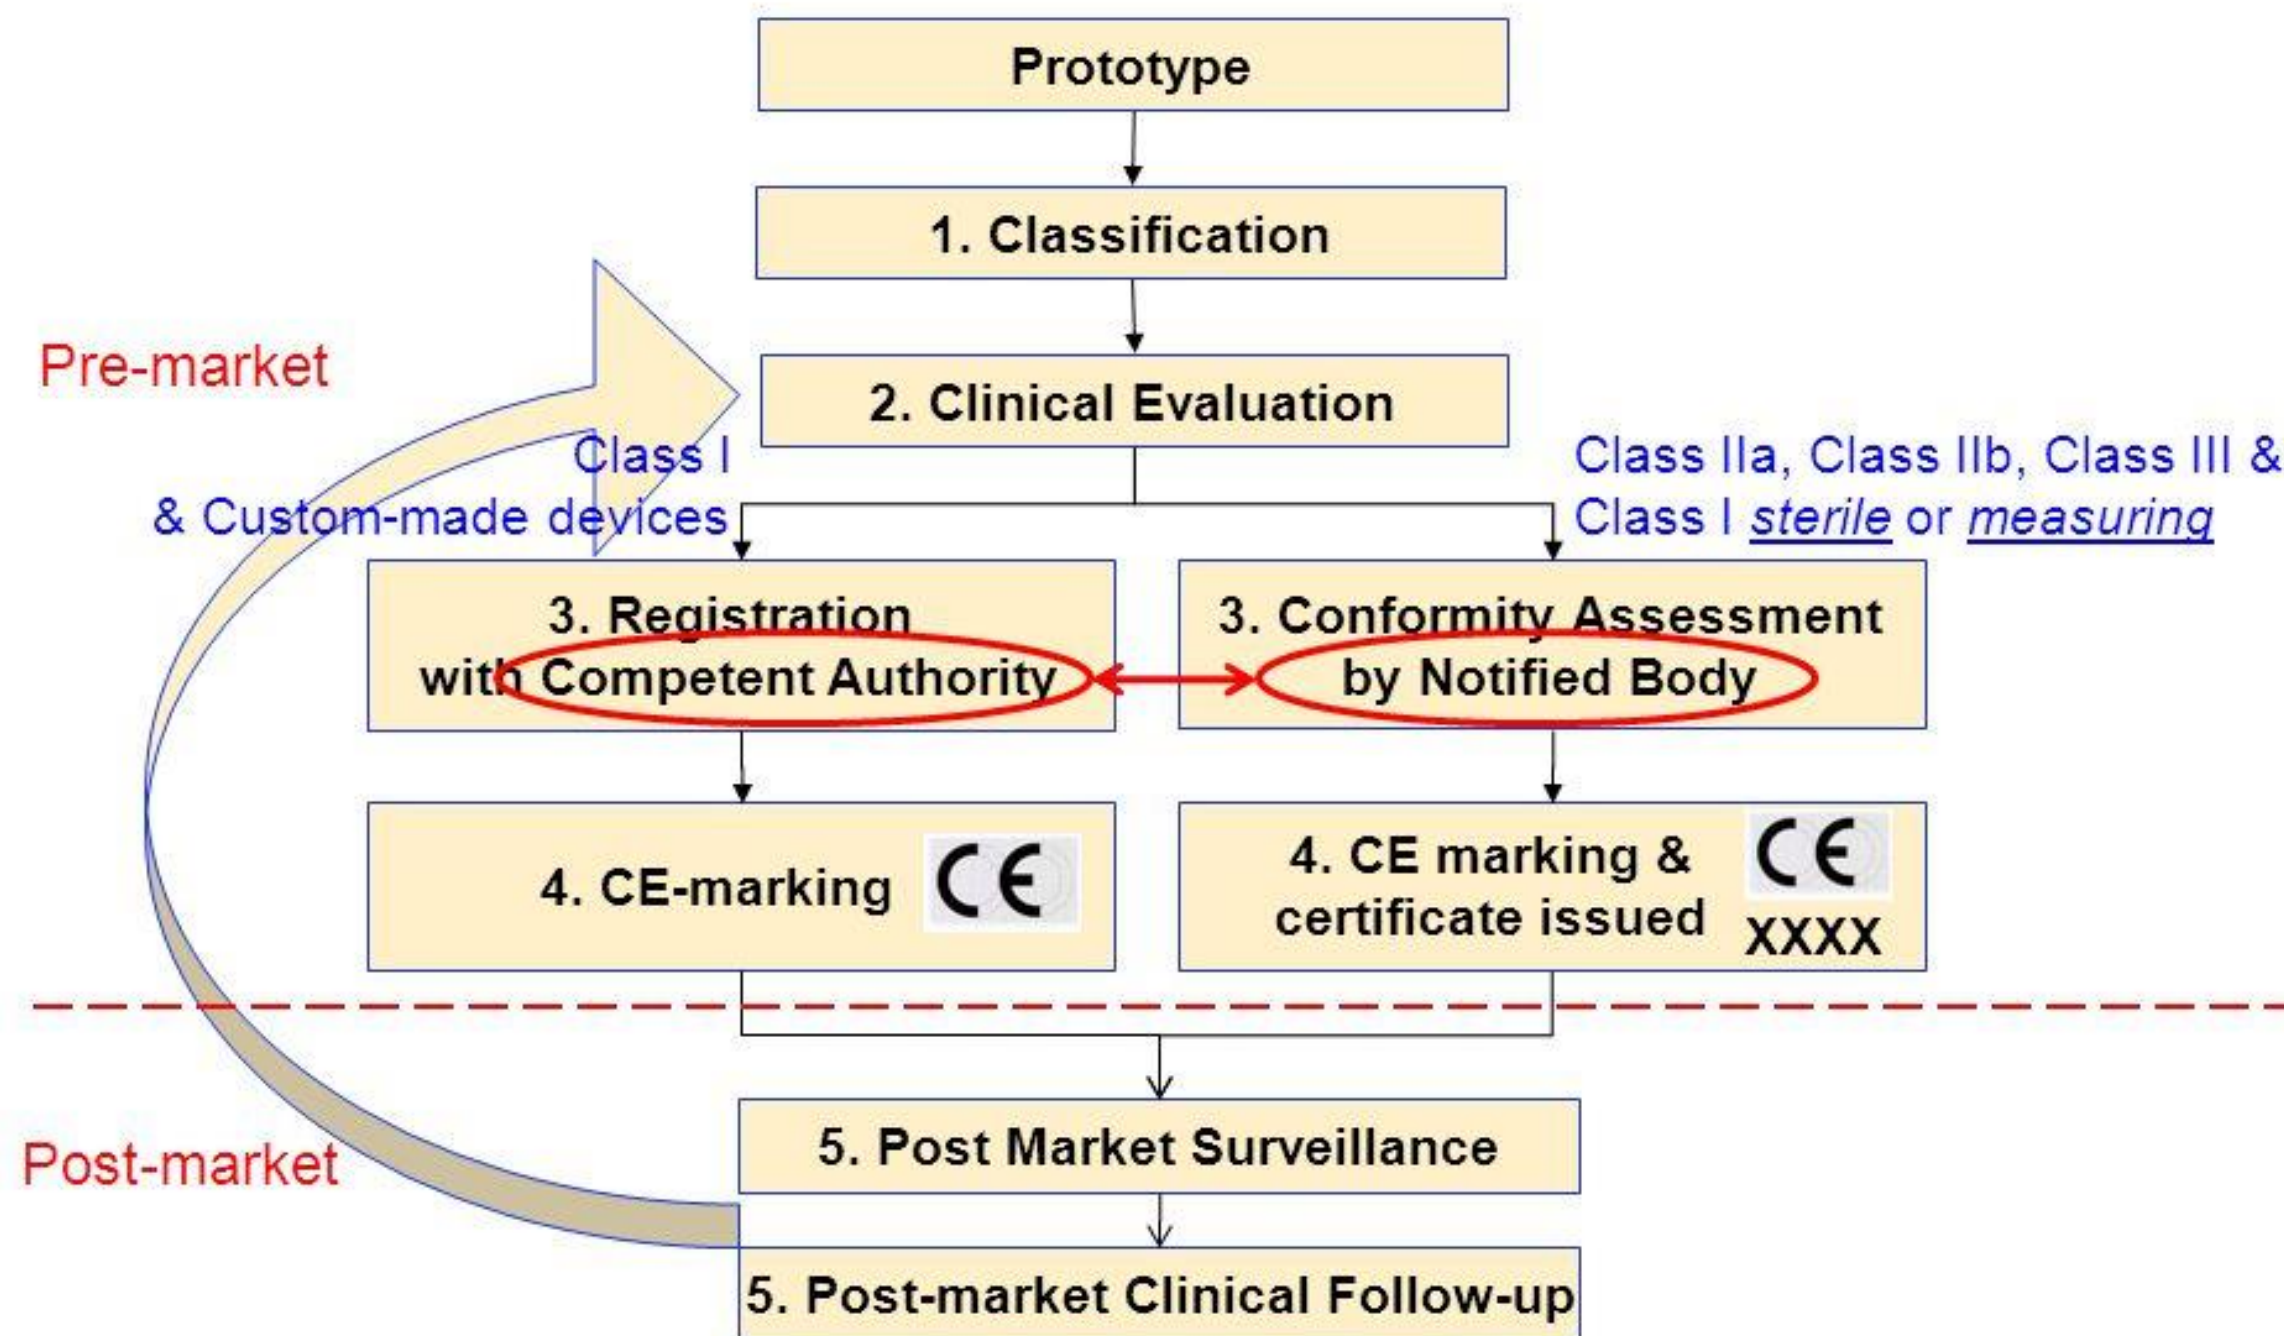 Prototype
1. Classification
Pre-market
2. Clinical Evaluation
Class I
& Custom-made devices
Class IIa, Class IIb, Class III &
Class I sterile or measuring
3. Registration
with Competent Authority
3. Conformity Assessment
by Notified Body
4. CE-marking CE
4. CE marking & CE
certificate issued XXXX
5. Post Market Surveillance
Post-market
5. Post-market Clinical Follow-up